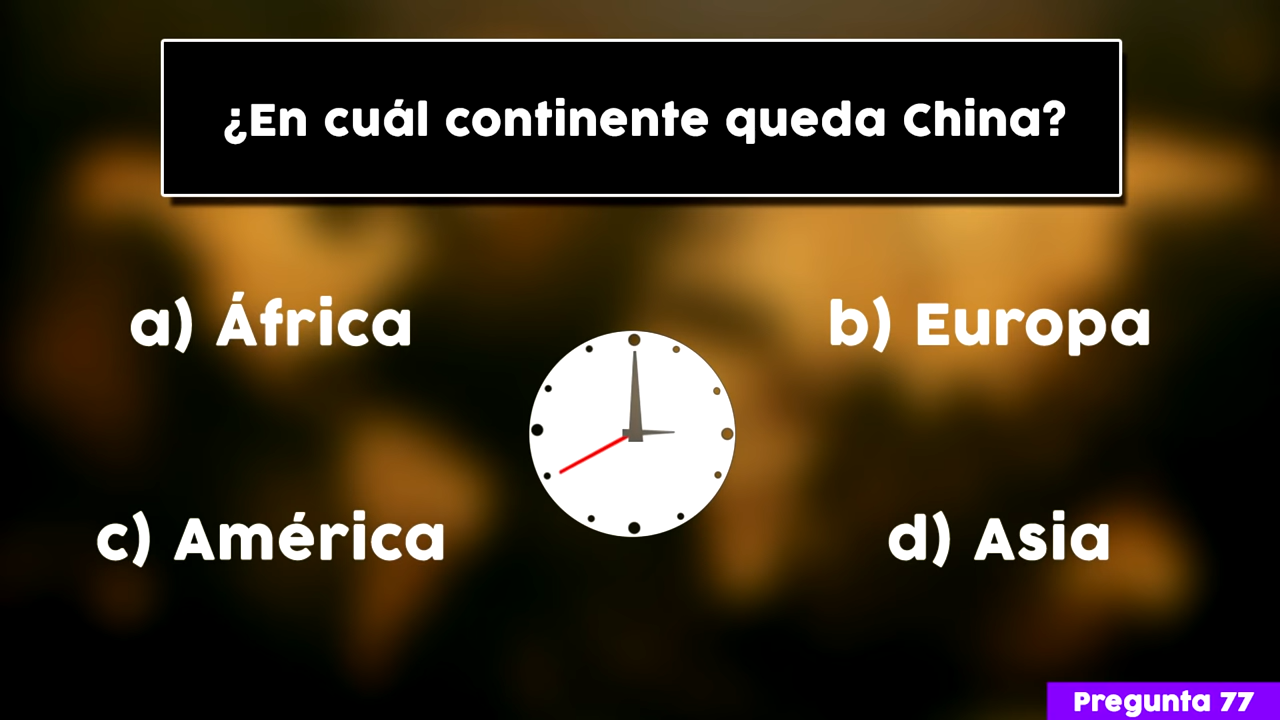 ¿En cuál continente queda China?
a) África
b) Europa
c) América
d) Asia
Pregunta 77